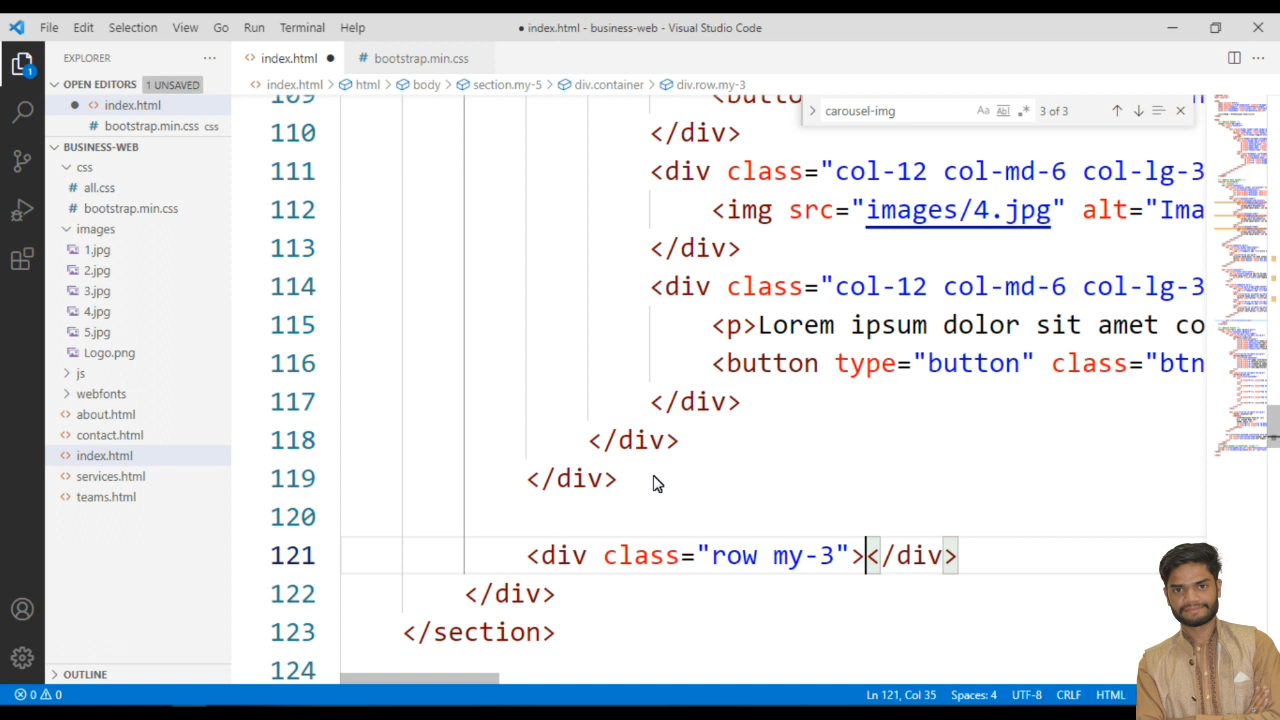 File Edit Selection View Go Run Terminal Help
● index.html - business-web - Visual Studio Code
EXPLORER ···
index.html ●
bootstrap.min.css
OPEN EDITORS 1 UNSAVED
● index.html
bootstrap.min.css css
BUSINESS-WEB
css
all.css
bootstrap.min.css
images
1.jpg
2.jpg
3.jpg
4.jpg
5.jpg
Logo.png
js
webfonts
about.html
contact.html
index.html
services.html
teams.html
OUTLINE
index.html > html > body > section.my-5 > div.container > div.row.my-3
carousel-img Aa Ab| .* 3 of 3
109 <butto
110 </div>
111 <div class="col-12 col-md-6 col-lg-3
112 <img src="images/4.jpg" alt="Ima
113 </div>
114 <div class="col-12 col-md-6 col-lg-3
115 <p>Lorem ipsum dolor sit amet co
116 <button type="button" class="btn
117 </div>
118 </div>
119 </div>
120
121 <div class="row my-3"></div>
122 </div>
123 </section>
124
1
0 0
Ln 121, Col 35 Spaces: 4 UTF-8 CRLF HTML